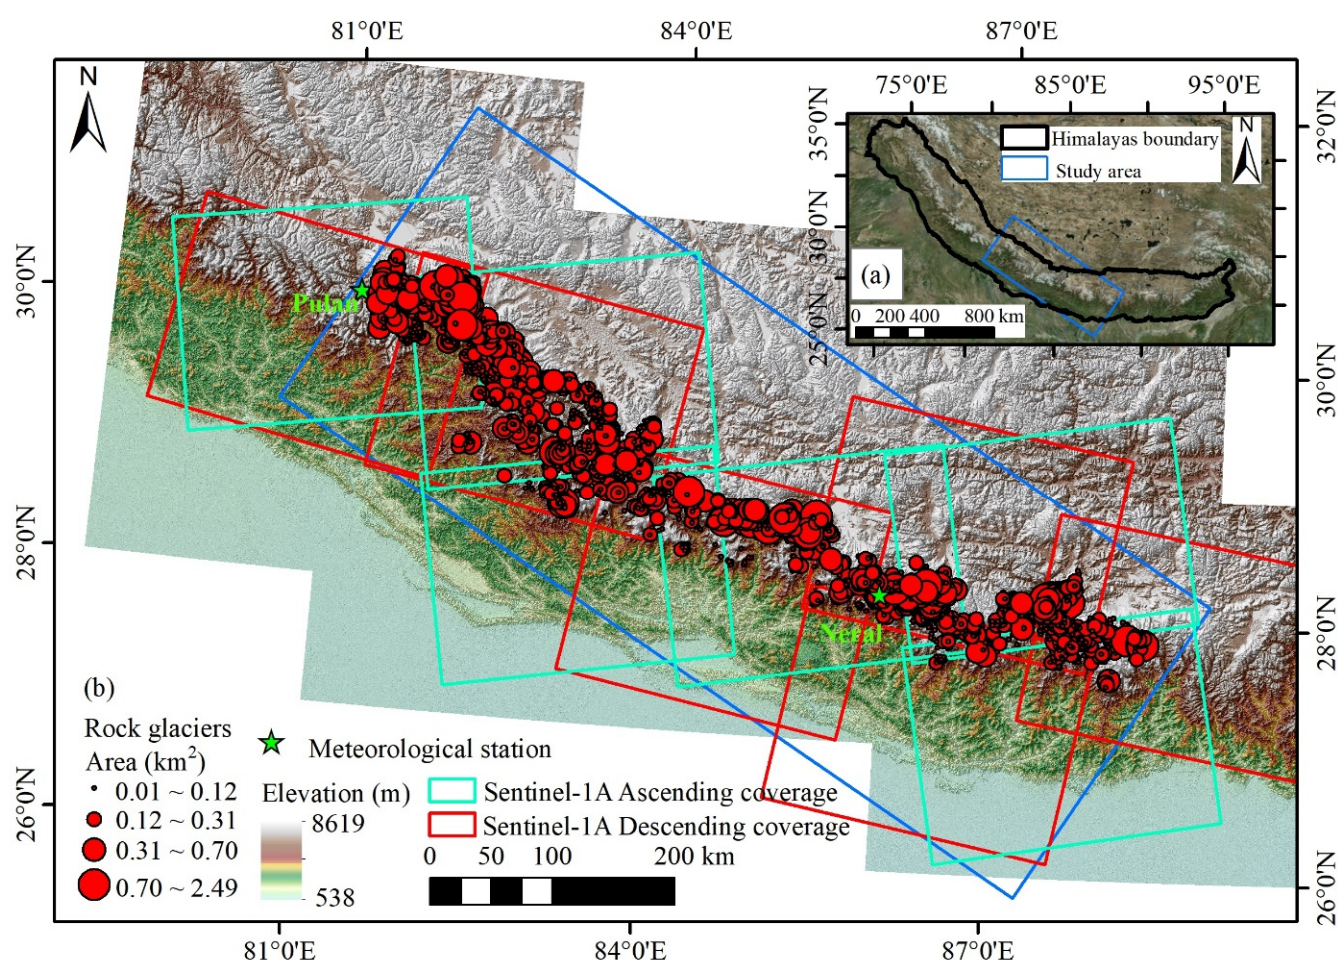 81°0'E 84°0'E 87°0'E
N
75°0'E 85°0'E 95°0'E
35°0'N
30°0'N
25°0'N
Himalayas boundary
Study area
N
(a)
0 200 400 800 km
32°0'N
30°0'N
28°0'N
26°0'N
30°0'N
28°0'N
26°0'N
Pulan
Nepal
(b)
Rock glaciers
Area (km²)
0.01 ~ 0.12
0.12 ~ 0.31
0.31 ~ 0.70
0.70 ~ 2.49
Meteorological station
Elevation (m)
8619
538
Sentinel-1A Ascending coverage
Sentinel-1A Descending coverage
0 50 100 200 km
81°0'E 84°0'E 87°0'E